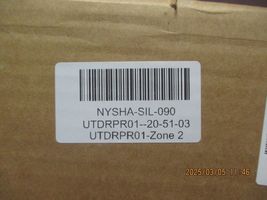 NYSHA-SIL-090
UTDRPR01--20-51-03
UTDRPR01-Zone 2
2025/03/05 11:46